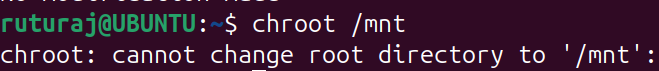 ruturaj@UBUNTU:~$ chroot /mnt
chroot: cannot change root directory to '/mnt':